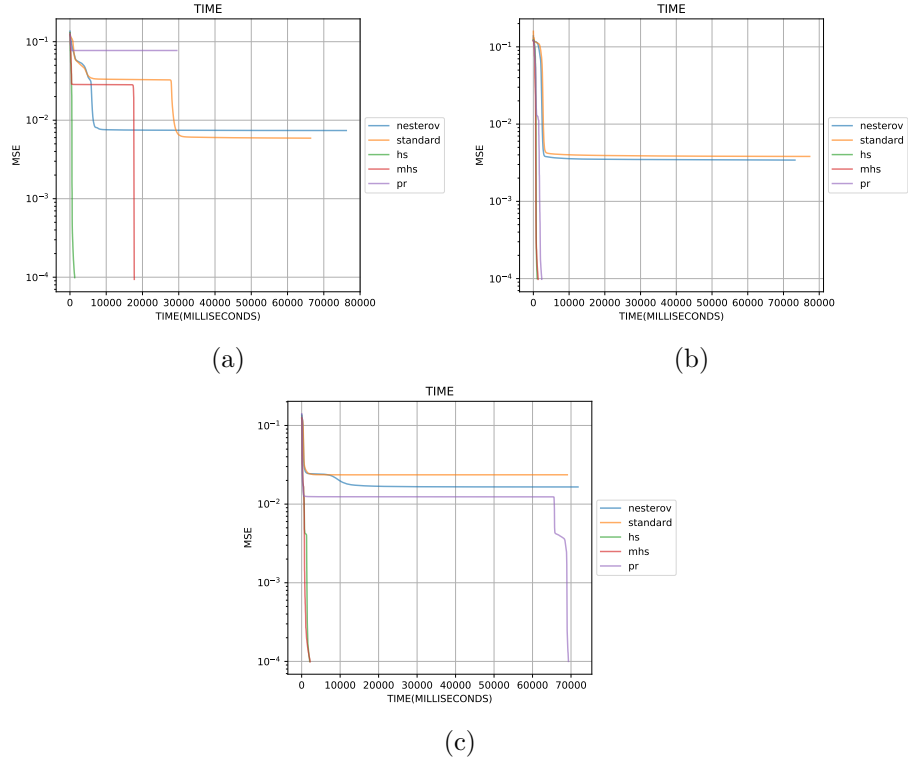 TIME
10⁻¹
10⁻²
10⁻³
10⁻⁴
MSE
0 10000 20000 30000 40000 50000 60000 70000 80000
TIME(MILLISECONDS)
nesterov
standard
hs
mhs
pr
(a)
TIME
10⁻¹
10⁻²
10⁻³
10⁻⁴
MSE
0 10000 20000 30000 40000 50000 60000 70000 80000
TIME(MILLISECONDS)
nesterov
standard
hs
mhs
pr
(b)
TIME
10⁻¹
10⁻²
10⁻³
10⁻⁴
MSE
0 10000 20000 30000 40000 50000 60000 70000
TIME(MILLISECONDS)
nesterov
standard
hs
mhs
pr
(c)